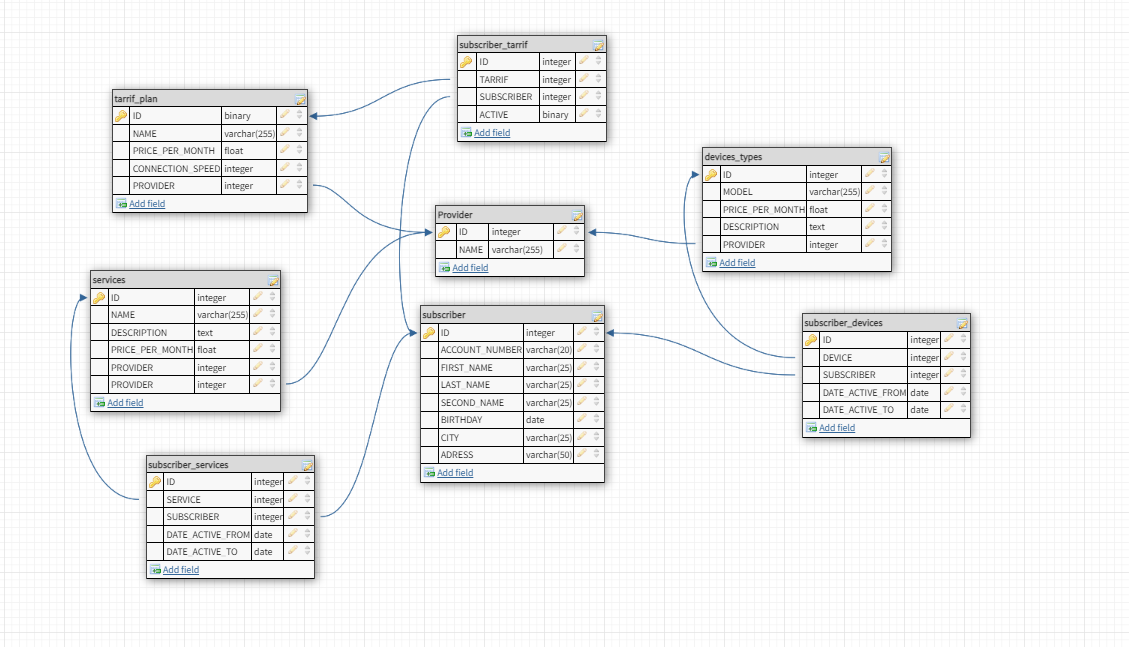 subscriber_tarrif
ID integer
TARRIF integer
SUBSCRIBER integer
ACTIVE binary
Add field
tarrif_plan
ID binary
NAME varchar(255)
PRICE_PER_MONTH float
CONNECTION_SPEED integer
PROVIDER integer
Add field
devices_types
ID integer
MODEL varchar(255)
PRICE_PER_MONTH float
DESCRIPTION text
PROVIDER integer
Add field
Provider
ID integer
NAME varchar(255)
Add field
services
ID integer
NAME varchar(255)
DESCRIPTION text
PRICE_PER_MONTH float
PROVIDER integer
PROVIDER integer
Add field
subscriber
ID integer
ACCOUNT_NUMBER varchar(20)
FIRST_NAME varchar(25)
LAST_NAME varchar(25)
SECOND_NAME varchar(25)
BIRTHDAY date
CITY varchar(25)
ADRESS varchar(50)
Add field
subscriber_devices
ID integer
DEVICE integer
SUBSCRIBER integer
DATE_ACTIVE_FROM date
DATE_ACTIVE_TO date
Add field
subscriber_services
ID integer
SERVICE integer
SUBSCRIBER integer
DATE_ACTIVE_FROM date
DATE_ACTIVE_TO date
Add field